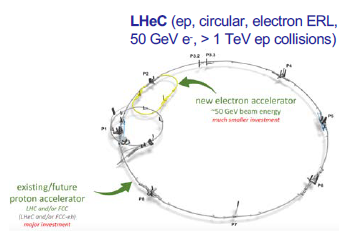 LHeC (ep, circular, electron ERL,
50 GeV e-, > 1 TeV ep collisions)
P3.2 P3.3
P4
P2
new electron accelerator
~50 GeV beam energy
much smaller investment
P1
P5
existing/future
proton accelerator
LHC and/or FCC
(LHeC and/or FCC-eh)
major investment
P8
P6
P7